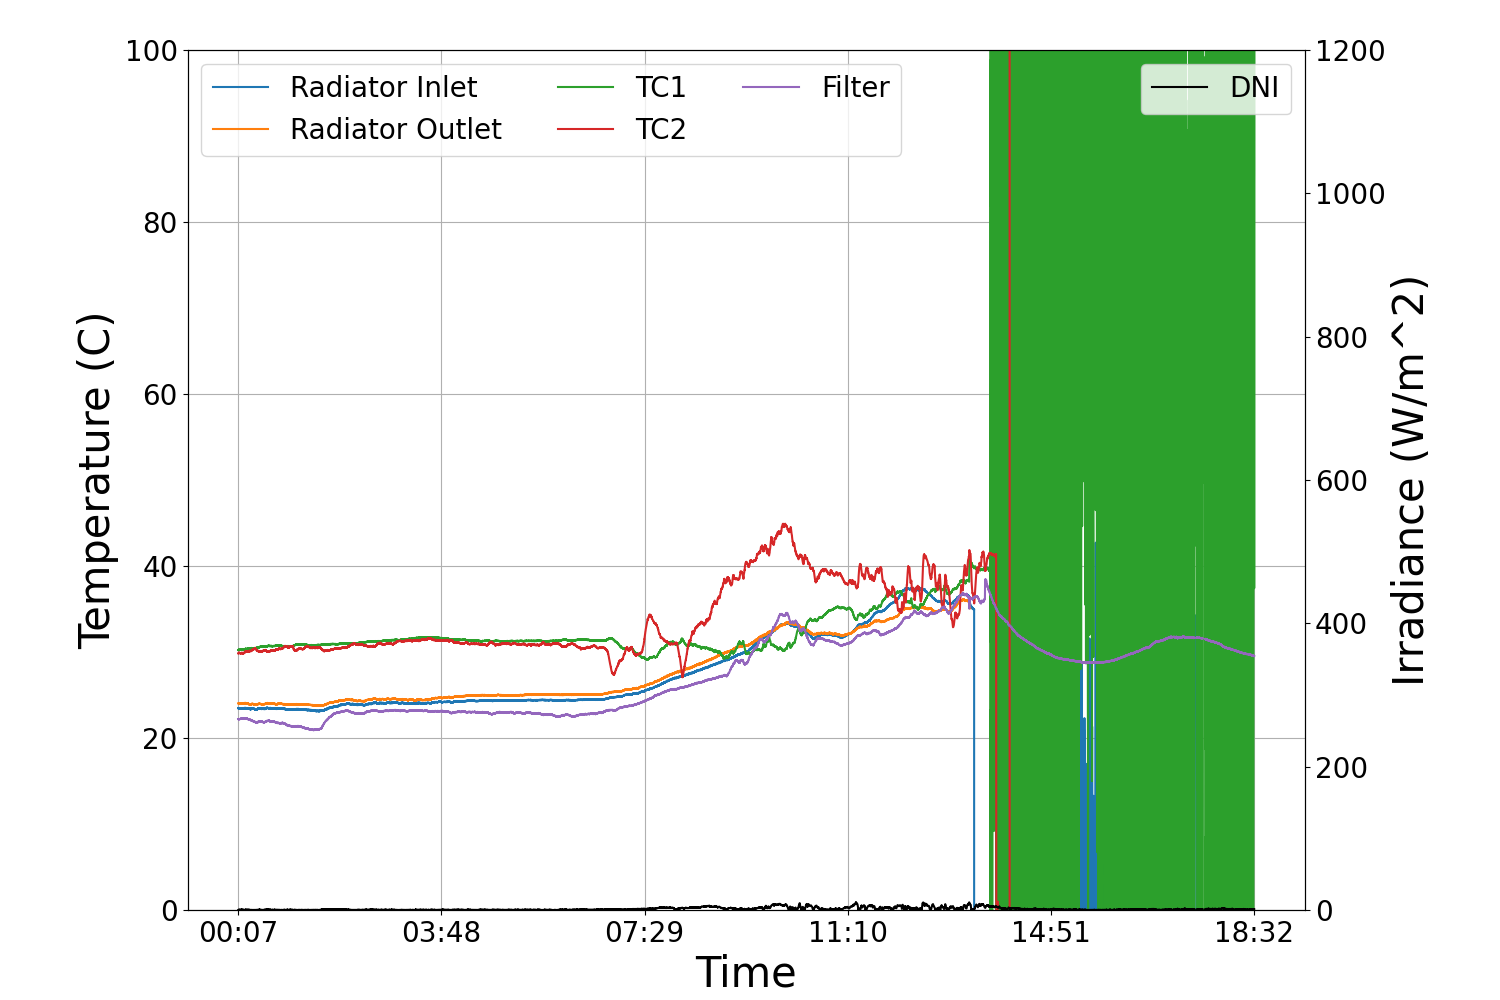 100
80
60
40
20
0
Temperature (C)
Radiator Inlet
Radiator Outlet
TC1
TC2
Filter
DNI
1200
1000
800
600
400
200
0
Irradiance (W/m^2)
00:07 03:48 07:29 11:10 14:51 18:32
Time